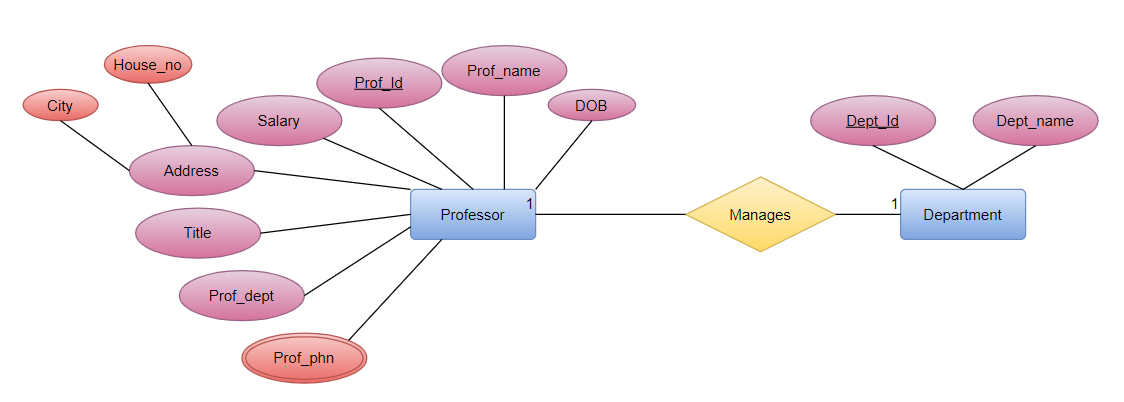 House_no
Prof_name
Prof_Id
City
DOB
Salary
Dept_Id
Dept_name
Address
1
1
Professor
Manages
Department
Title
Prof_dept
Prof_phn